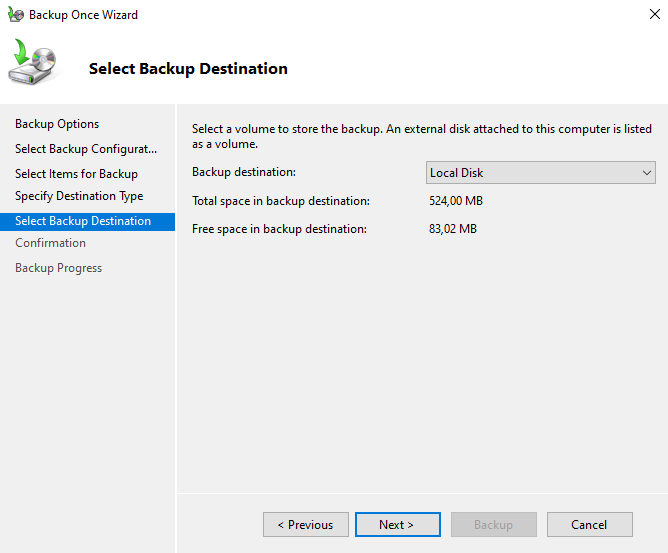 Backup Once Wizard
Select Backup Destination
Backup Options
Select Backup Configurat...
Select Items for Backup
Specify Destination Type
Select Backup Destination
Confirmation
Backup Progress
Select a volume to store the backup. An external disk attached to this computer is listed
as a volume.
Backup destination: Local Disk
Total space in backup destination: 524,00 MB
Free space in backup destination: 83,02 MB
< Previous Next > Backup Cancel